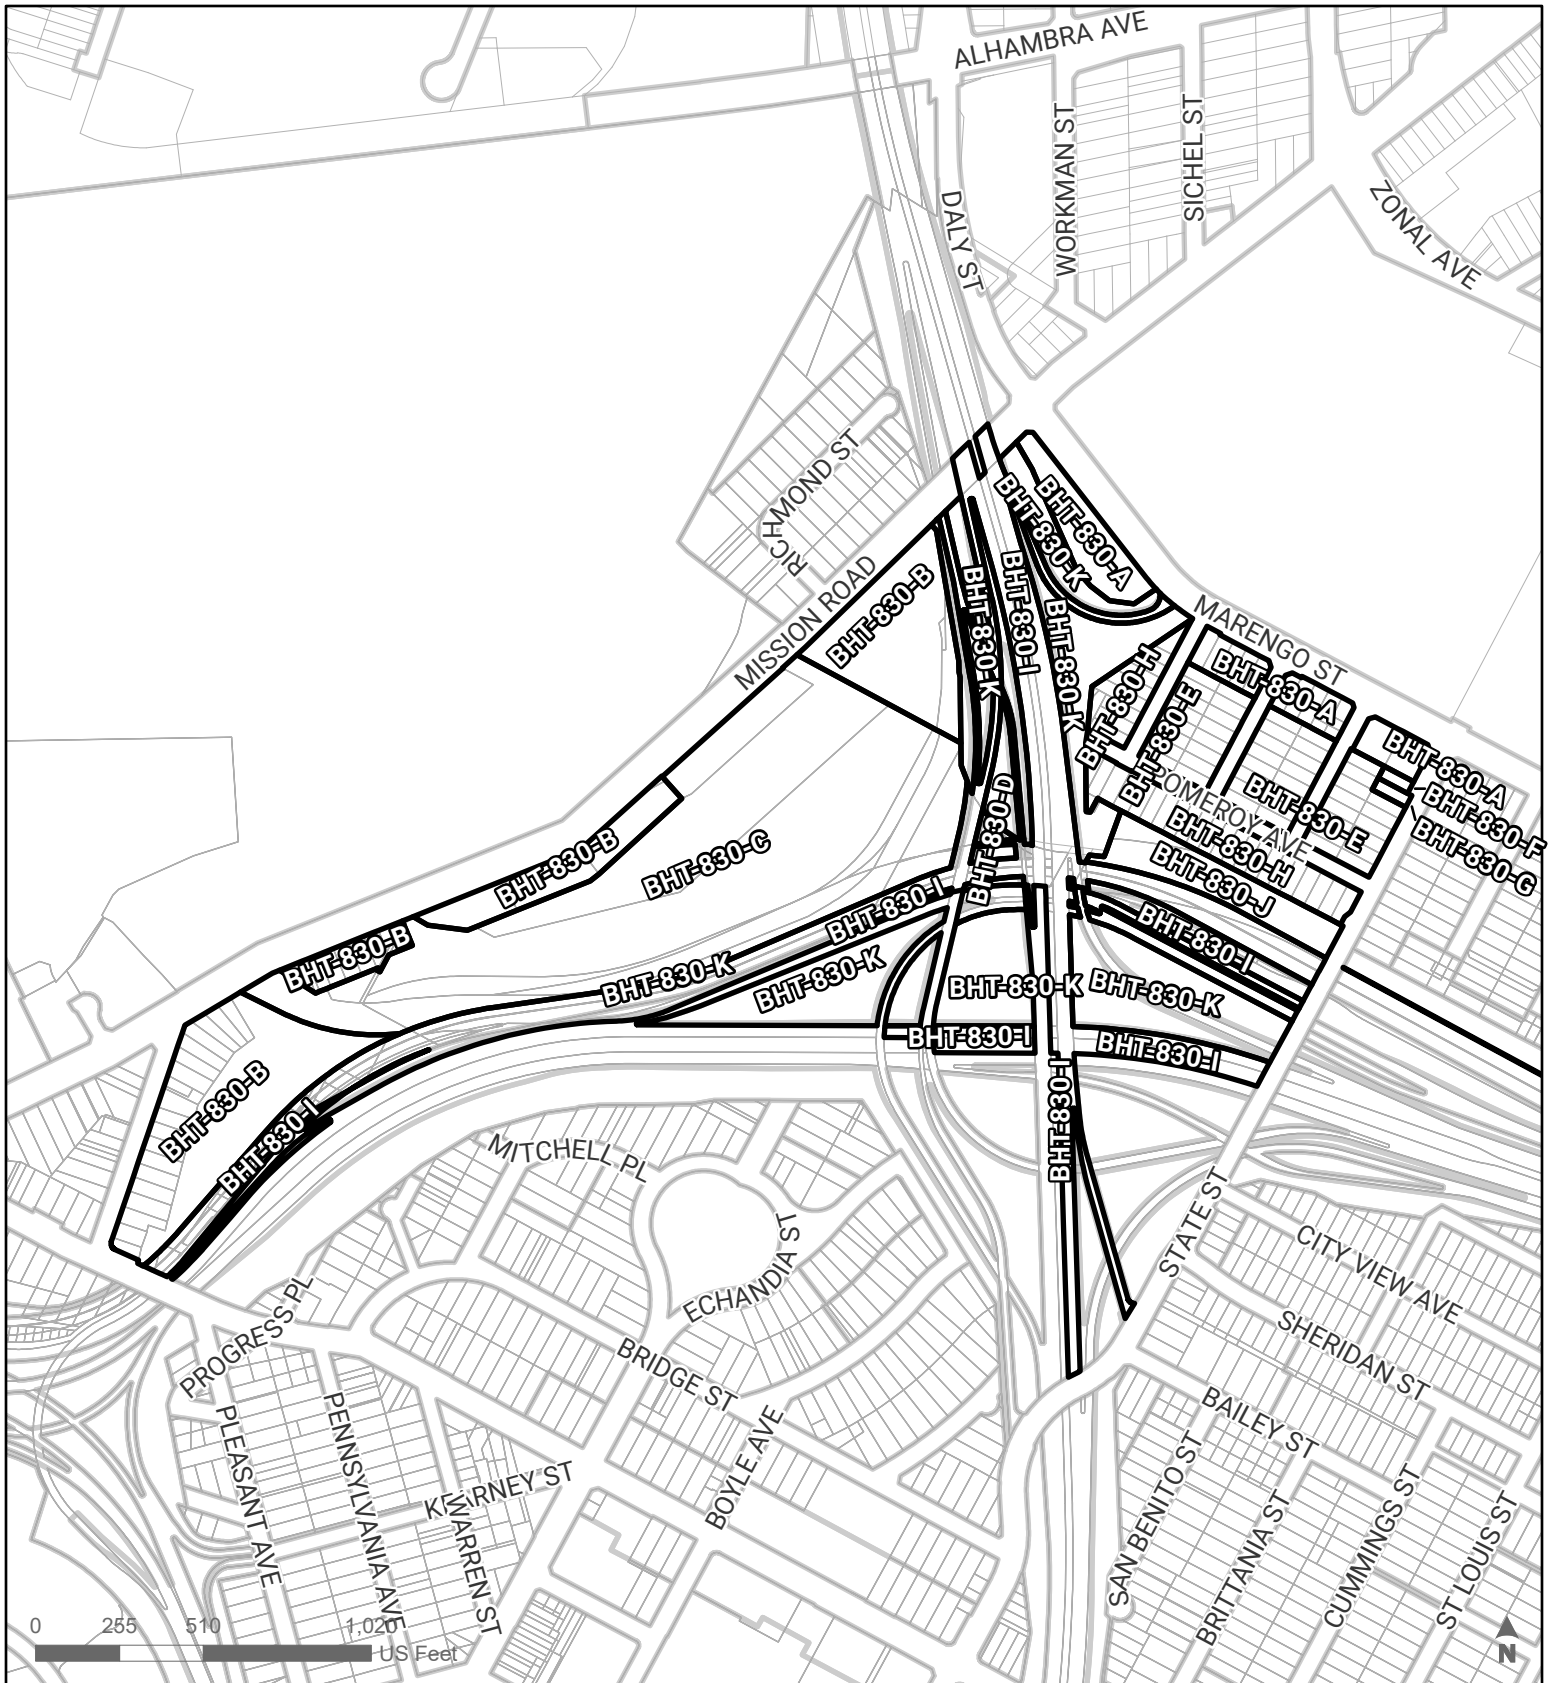 ALHAMBRA AVE
WORKMAN ST
SICHEL ST
DALY ST
ZONAL AVE
RICHMOND ST
MISSION ROAD
MARENGO ST
BHT-830-A
BHT-830-K
BHT-830-B
BHT-830-K
BHT-830-I
BHT-830-K
BHT-830-H
BHT-830-E
BHT-830-A
BHT-830-A
BHT-830-F
BHT-830-G
POMEROY AVE
BHT-830-E
BHT-830-H
BHT-830-J
BHT-830-D
BHT-830-B
BHT-830-C
BHT-830-I
BHT-830-I
BHT-830-B
BHT-830-K
BHT-830-K
BHT-830-K
BHT-830-K
BHT-830-I
BHT-830-I
BHT-830-B
BHT-830-I
BHT-830-I
MITCHELL PL
ECHANDIA ST
STATE ST
CITY VIEW AVE
PROGRESS PL
BRIDGE ST
SHERIDAN ST
PLEASANT AVE
PENNSYLVANIA AVE
KEARNEY ST
WARREN ST
BOYLE AVE
BAILEY ST
SAN BENITO ST
BRITTANIA ST
CUMMINGS ST
ST LOUIS ST
0 255 510 1,020
US Feet
N